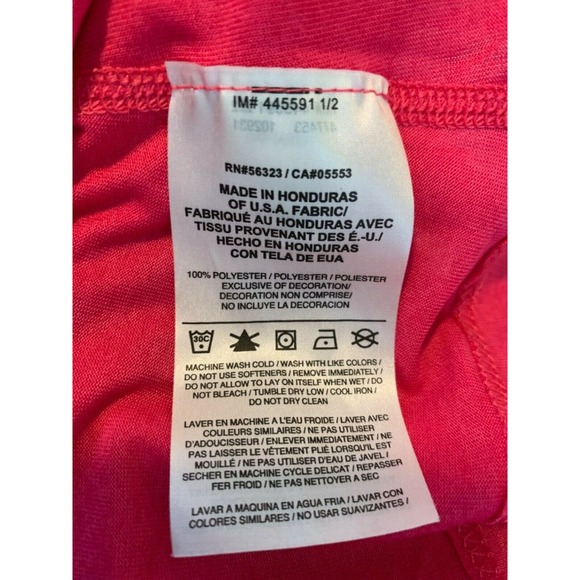 IM# 445591 1/2
477453 102931
RN#56323 / CA#05553
MADE IN HONDURAS
OF U.S.A. FABRIC/
FABRIQUÉ AU HONDURAS AVEC
TISSU PROVENANT DES É.-U./
HECHO EN HONDURAS
CON TELA DE EUA
100% POLYESTER / POLYESTER / POLIESTER
EXCLUSIVE OF DECORATION/
DECORATION NON COMPRISE/
NO INCLUYE LA DECORACION
30C
MACHINE WASH COLD / WASH WITH LIKE COLORS /
DO NOT USE SOFTENERS / REMOVE IMMEDIATELY /
DO NOT ALLOW TO LAY ON ITSELF WHEN WET / DO
NOT BLEACH / TUMBLE DRY LOW / COOL IRON /
DO NOT DRY CLEAN
LAVER EN MACHINE A L'EAU FROIDE / LAVER AVEC
COULEURS SIMILAIRES / NE PAS UTILISER
D'ADOUCISSEUR / ENLEVER IMMEDIATEMENT / NE
PAS LAISSER LE VÊTEMENT PLIÉ LORSQU'IL EST
MOUILLÉ / NE PAS UTILISER D'EAU DE JAVEL /
SECHER EN MACHINE CYCLE DELICAT / REPASSER
FER FROID / NE PAS NETTOYER A SEC
LAVAR A MAQUINA EN AGUA FRIA / LAVAR CON
COLORES SIMILARES / NO USAR SUAVIZANTES /